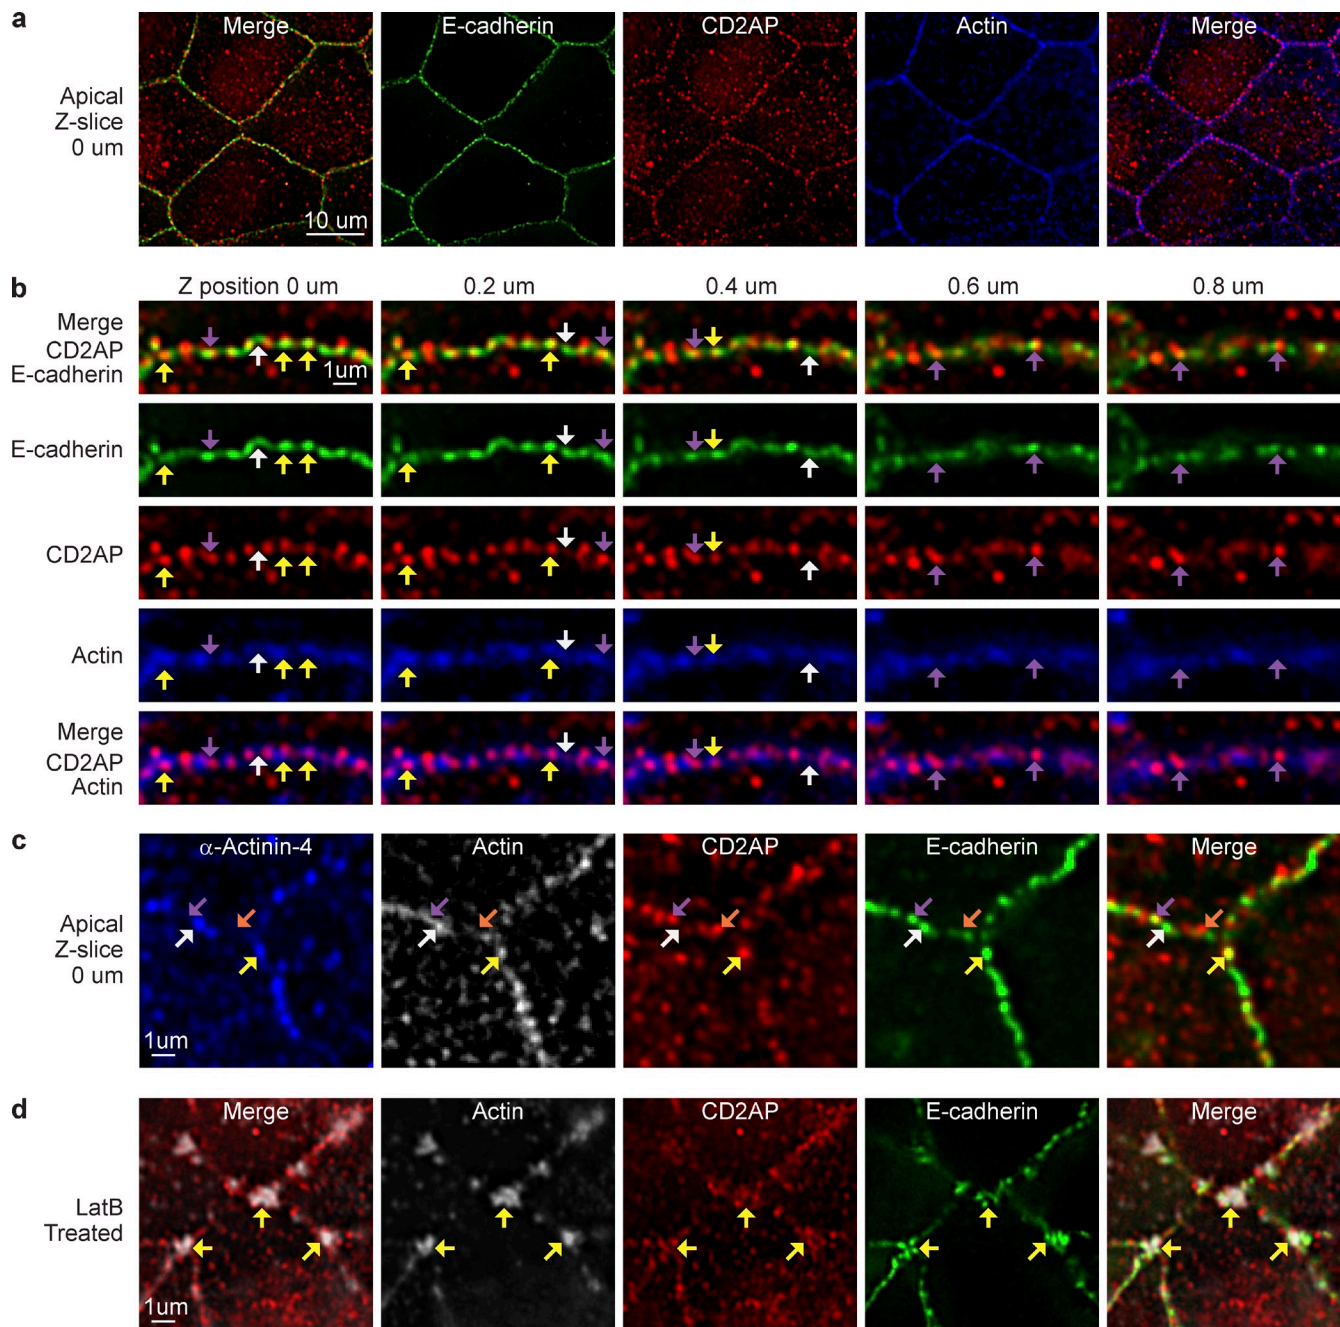 a
Merge
E-cadherin
CD2AP
Actin
Merge
Apical
Z-slice
0 um
10 um
b
Z position 0 um
0.2 um
0.4 um
0.6 um
0.8 um
Merge
CD2AP
E-cadherin
1um
E-cadherin
CD2AP
Actin
Merge
CD2AP
Actin
c
α-Actinin-4
Actin
CD2AP
E-cadherin
Merge
Apical
Z-slice
0 um
1um
d
Merge
Actin
CD2AP
E-cadherin
Merge
LatB
Treated
1um